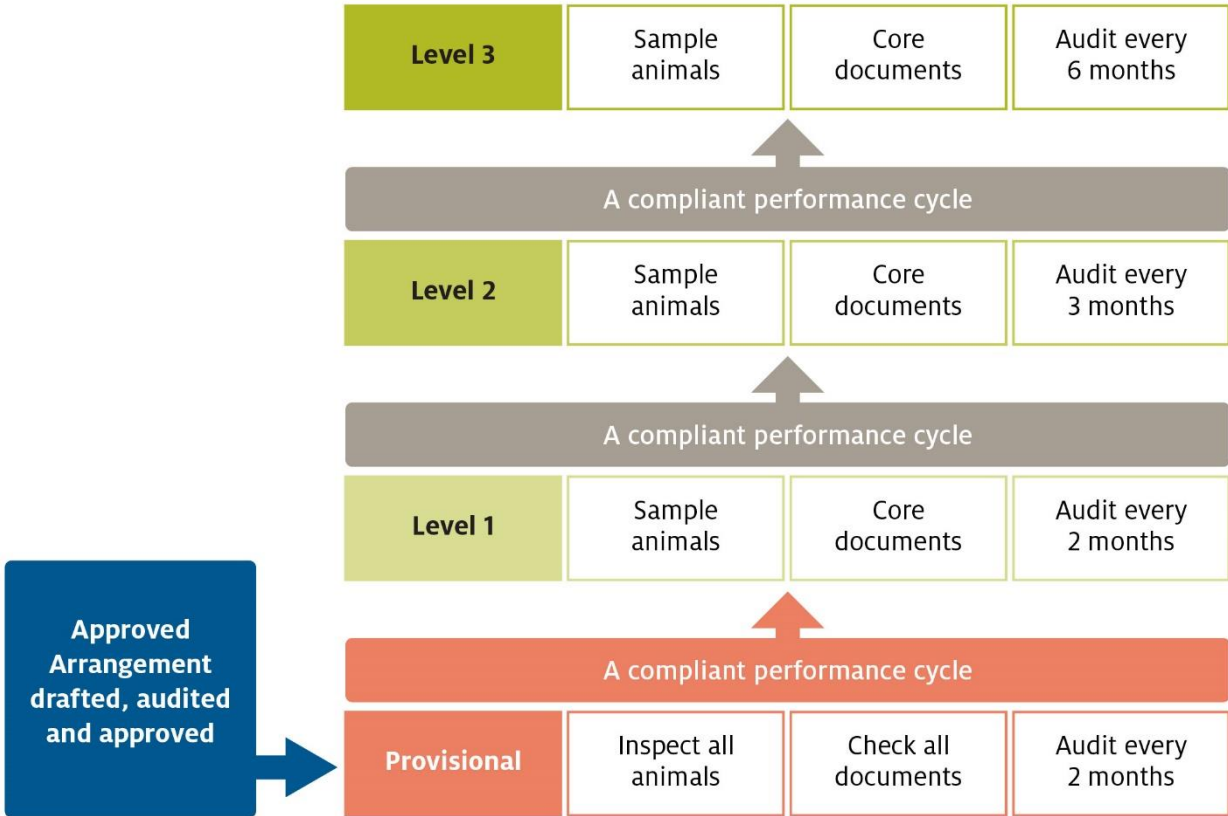 Level 3
Sample
animals
Core
documents
Audit every
6 months
A compliant performance cycle
Level 2
Sample
animals
Core
documents
Audit every
3 months
A compliant performance cycle
Level 1
Sample
animals
Core
documents
Audit every
2 months
Approved
Arrangement
drafted, audited
and approved
A compliant performance cycle
Provisional
Inspect all
animals
Check all
documents
Audit every
2 months